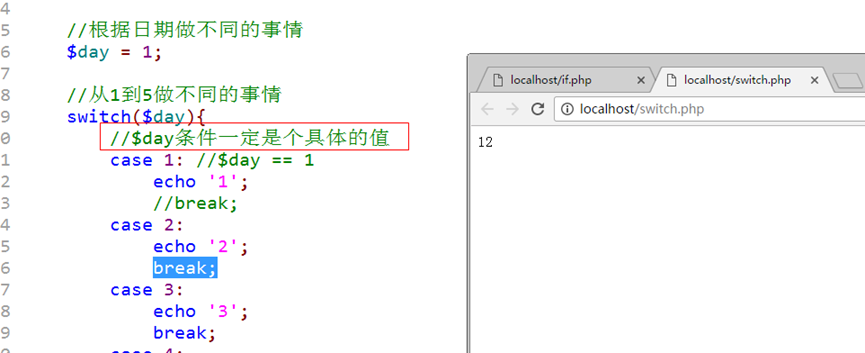 4
5 //根据日期做不同的事情
6 $day = 1;
7
8 //从1到5做不同的事情
9 switch($day){
0 //$day条件一定是个具体的值
1 case 1: //$day == 1
2 echo '1';
3 //break;
4 case 2:
5 echo '2';
6 break;
7 case 3:
8 echo '3';
9 break;
case 4:
localhost/if.php
localhost/switch.php
localhost/switch.php
12